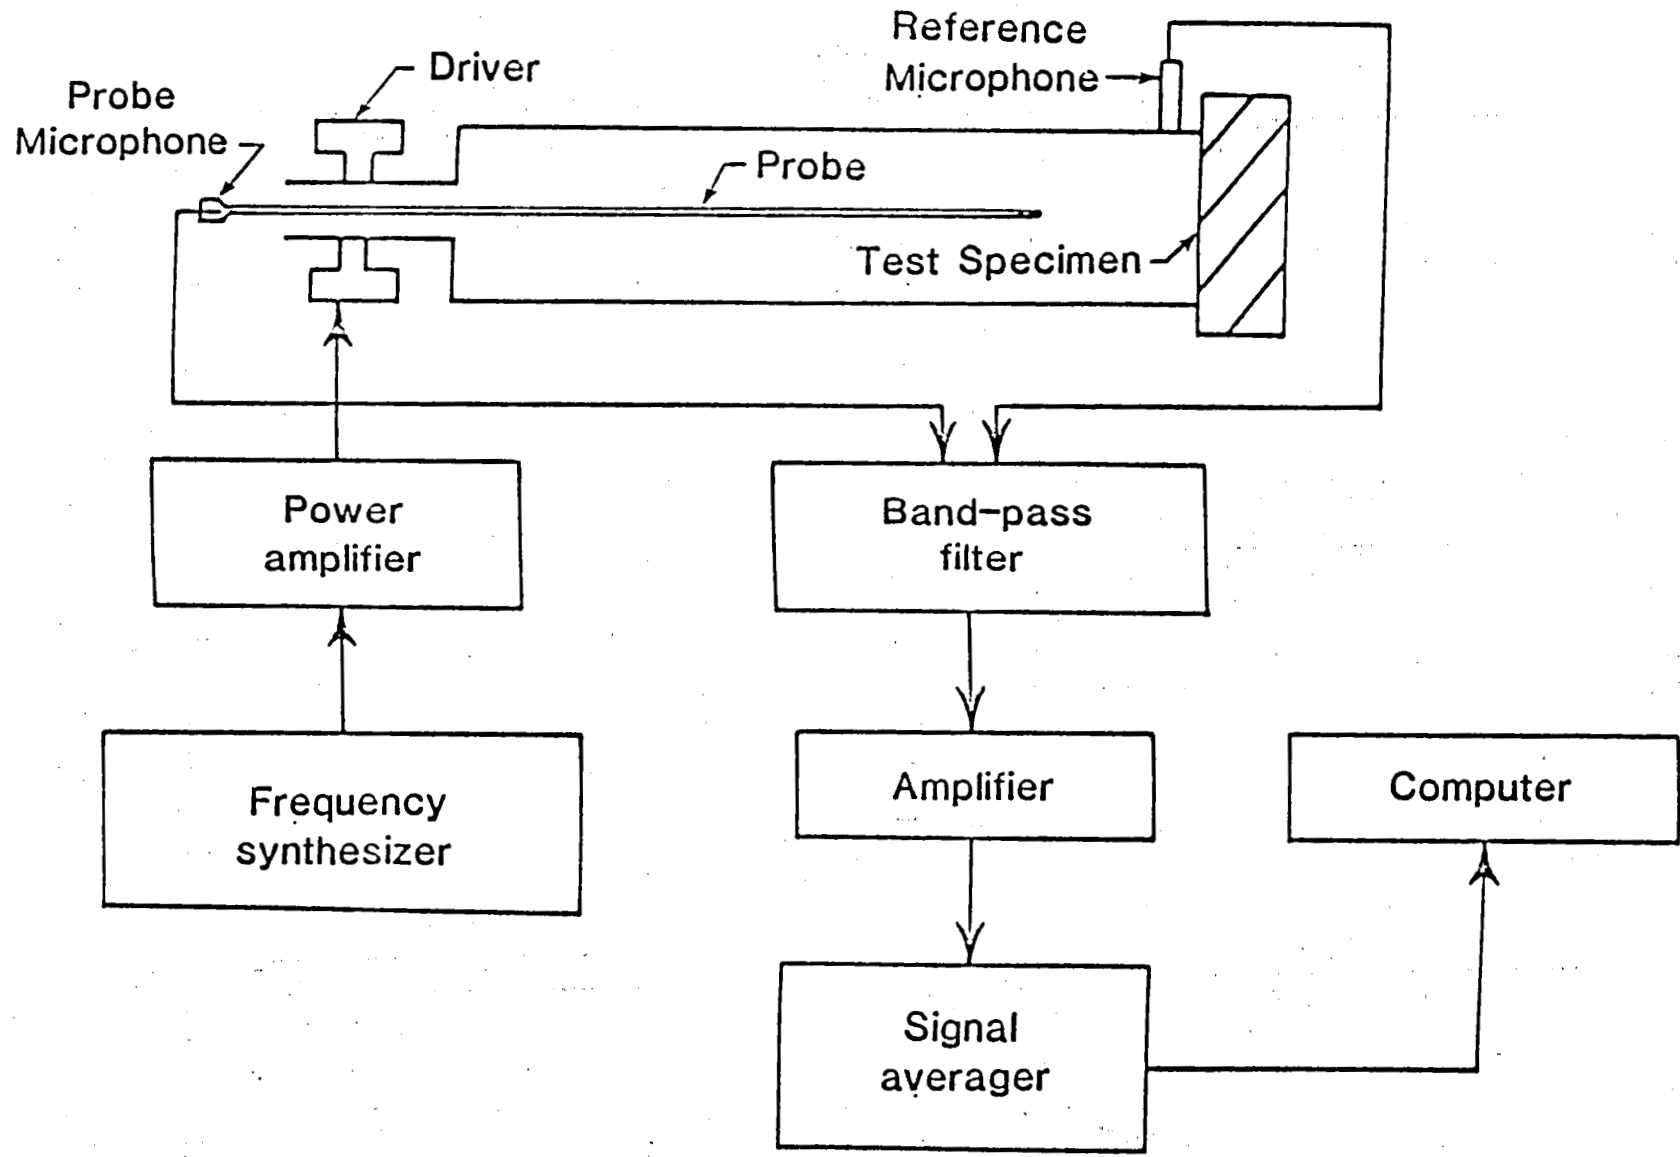 Reference
Microphone
Driver
Probe
Microphone
Probe
Test Specimen
Power
amplifier
Band-pass
filter
Frequency
synthesizer
Amplifier
Computer
Signal
averager